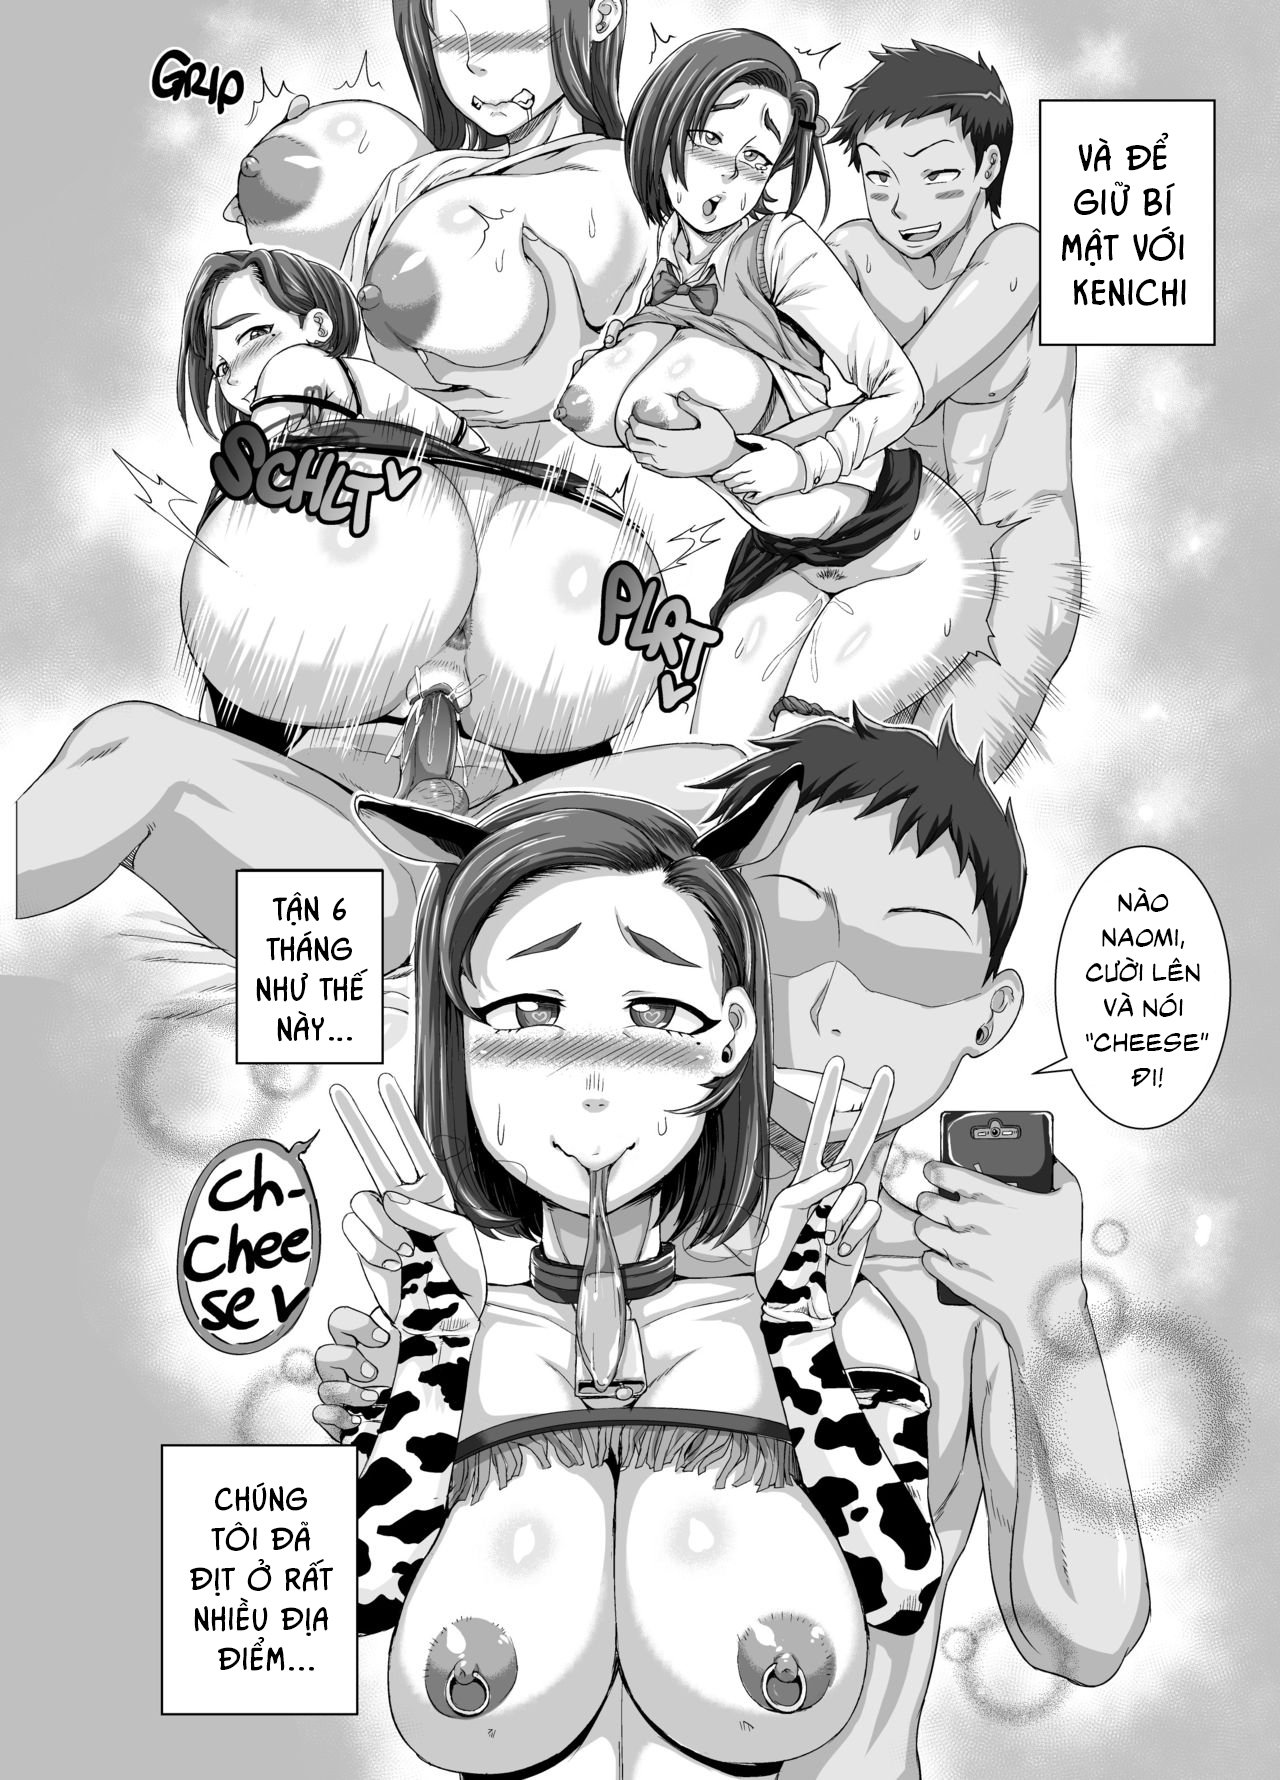 GRIP
VÀ ĐỂ
GIỮ BÍ
MẬT VỚI
KENICHI
SCHLT
PLRT
TẬN 6
THÁNG
NHƯ THẾ
NÀY...
NÀO
NAOMI,
CƯỜI LÊN
VÀ NÓI
"CHEESE"
ĐI!
Ch-
Chee
se
CHÚNG
TÔI ĐÃ
ĐỊT Ở RẤT
NHIỀU ĐỊA
ĐIỂM...